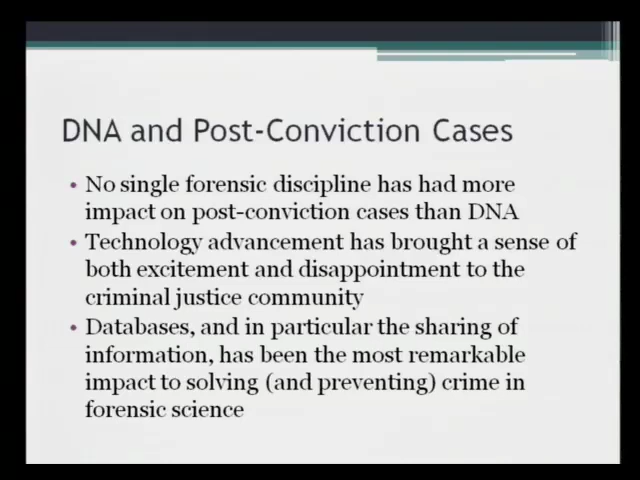 DNA and Post-Conviction Cases
• No single forensic discipline has had more
impact on post-conviction cases than DNA
• Technology advancement has brought a sense of
both excitement and disappointment to the
criminal justice community
• Databases, and in particular the sharing of
information, has been the most remarkable
impact to solving (and preventing) crime in
forensic science